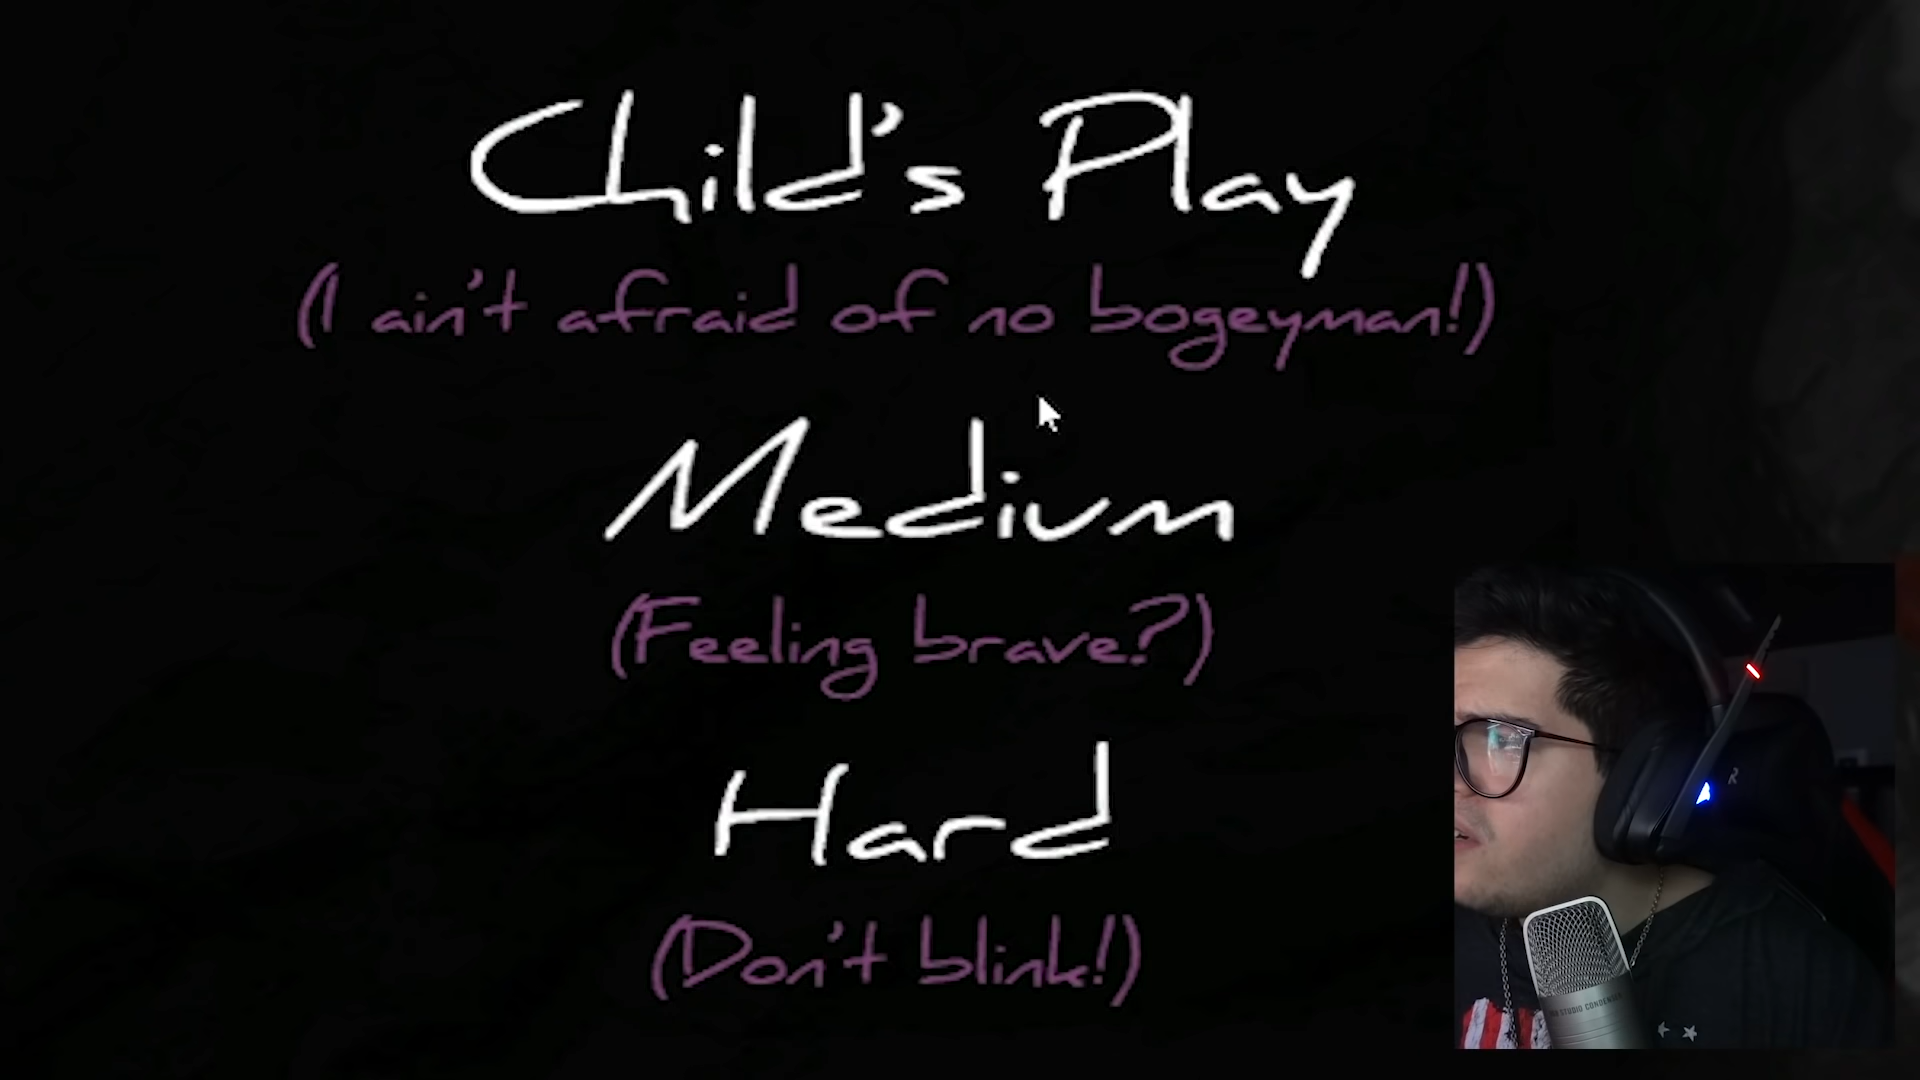 Child's Play
(I ain't afraid of no bogeyman!)
Medium
(Feeling brave?)
Hard
(Don't blink!)